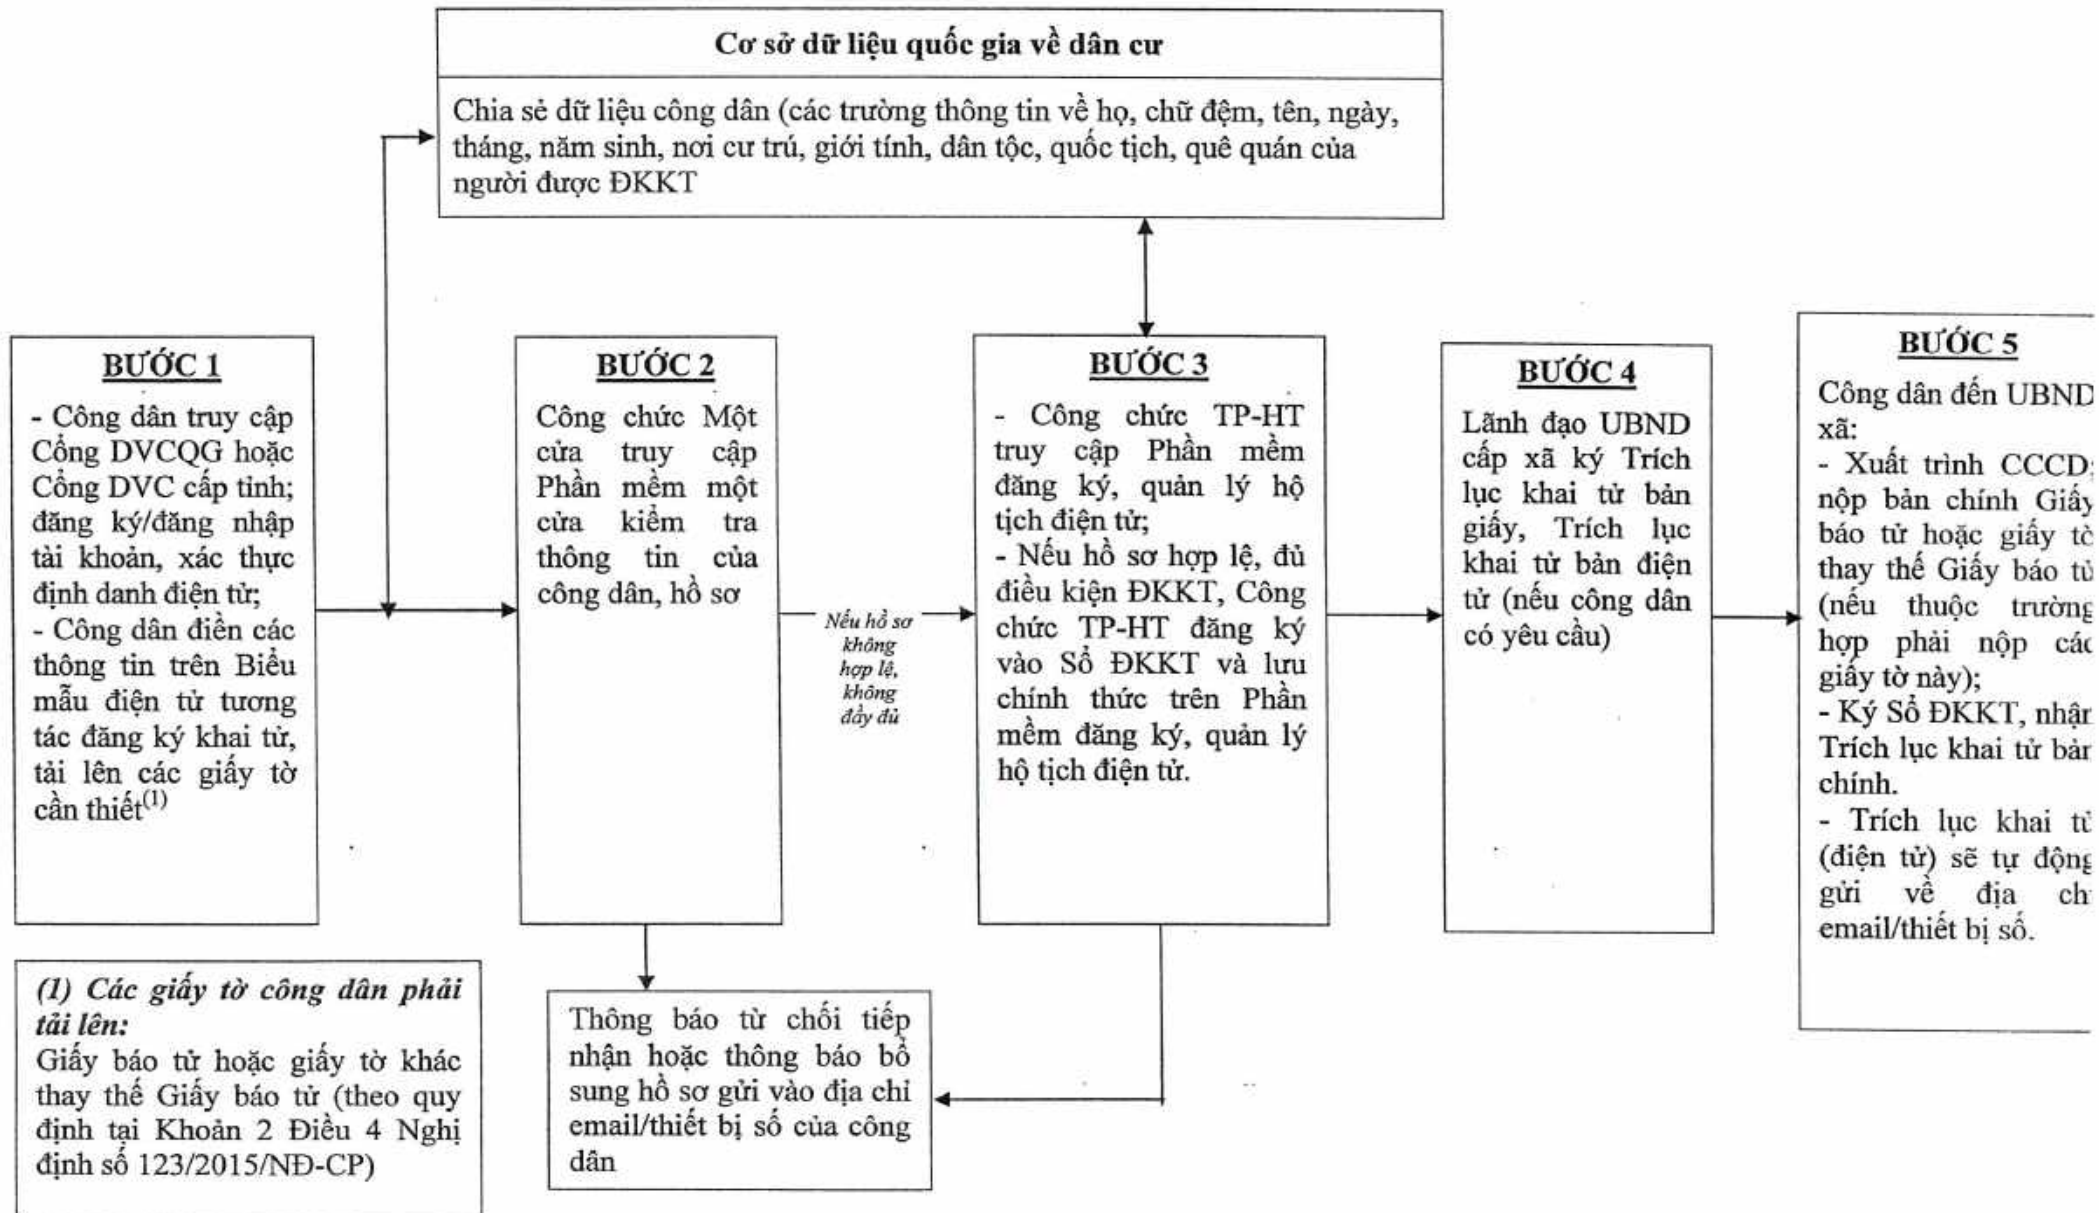 Cơ sở dữ liệu quốc gia về dân cư
Chia sẻ dữ liệu công dân (các trường thông tin về họ, chữ đệm, tên, ngày,
tháng, năm sinh, nơi cư trú, giới tính, dân tộc, quốc tịch, quê quán của
người được ĐKKT
BƯỚC 1
- Công dân truy cập
Cổng DVCQG hoặc
Cổng DVC cấp tỉnh;
đăng ký/đăng nhập
tài khoản, xác thực
định danh điện tử;
- Công dân điền các
thông tin trên Biểu
mẫu điện tử tương
tác đăng ký khai tử,
tải lên các giấy tờ
cần thiết(1)
BƯỚC 2
Công chức Một
cửa truy cập
Phần mềm một
cửa kiểm tra
thông tin của
công dân, hồ sơ
Nếu hồ sơ
không
hợp lệ,
không
đầy đủ
BƯỚC 3
- Công chức TP-HT
truy cập Phần mềm
đăng ký, quản lý hộ
tịch điện tử;
- Nếu hồ sơ hợp lệ, đủ
điều kiện ĐKKT, Công
chức TP-HT đăng ký
vào Sổ ĐKKT và lưu
chính thức trên Phần
mềm đăng ký, quản lý
hộ tịch điện tử.
BƯỚC 4
Lãnh đạo UBND
cấp xã ký Trích
lục khai tử bản
giấy, Trích lục
khai tử bản điện
tử (nếu công dân
có yêu cầu)
BƯỚC 5
Công dân đến UBND
xã:
- Xuất trình CCCD;
nộp bản chính Giấy
báo tử hoặc giấy tờ
thay thế Giấy báo tử
(nếu thuộc trường
hợp phải nộp các
giấy tờ này);
- Ký Sổ ĐKKT, nhận
Trích lục khai tử bản
chính.
- Trích lục khai tử
(điện tử) sẽ tự động
gửi về địa ch
email/thiết bị số.
(1) Các giấy tờ công dân phải
tải lên:
Giấy báo tử hoặc giấy tờ khác
thay thế Giấy báo tử (theo quy
định tại Khoản 2 Điều 4 Nghị
định số 123/2015/NĐ-CP)
Thông báo từ chối tiếp
nhận hoặc thông báo bổ
sung hồ sơ gửi vào địa chỉ
email/thiết bị số của công
dân